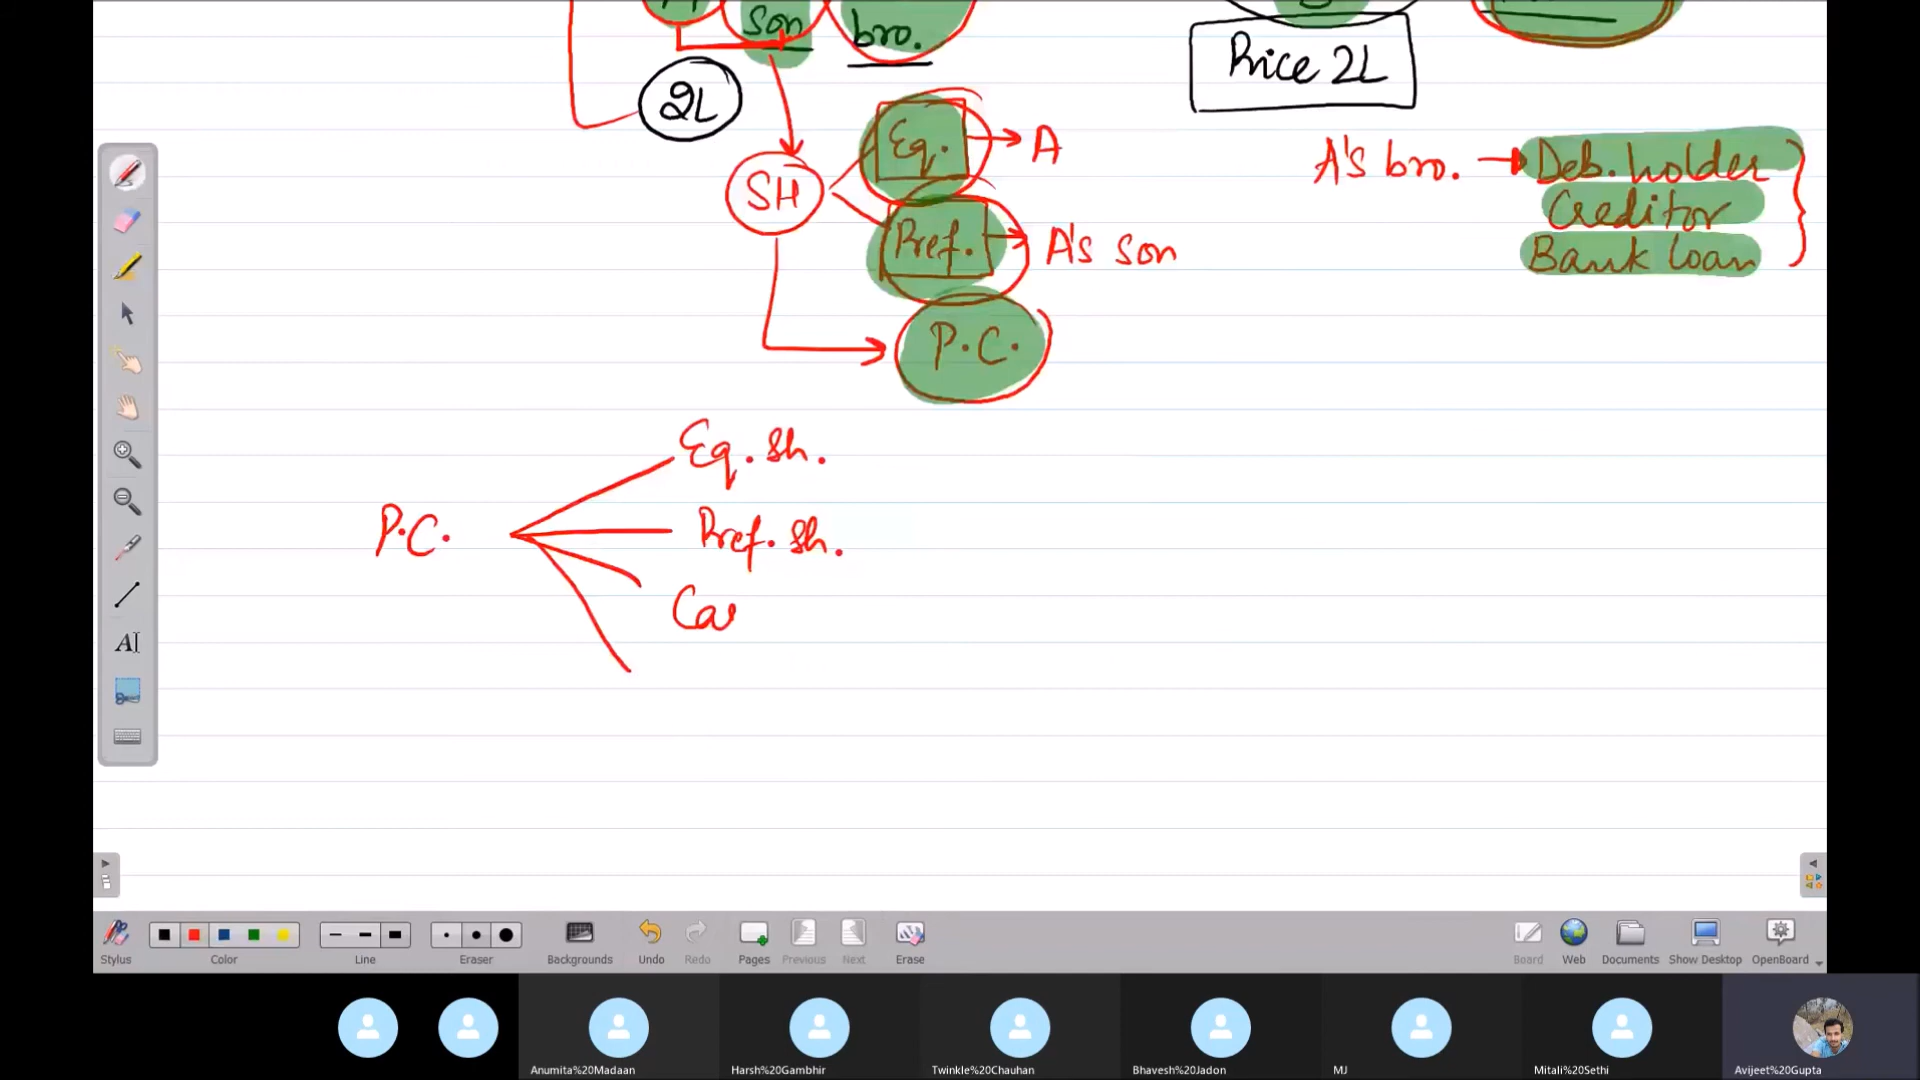 son
bro.
Price 2L
2L
Eq. → A
A's bro. → Deb. holder
SH
Creditor
Pref. → A's son
Bank loan
P.C.
Eq. sh.
P.C.
Pref. sh.
Cas
Stylus
Color
Line
Eraser
Backgrounds
Undo
Redo
Pages
Previous
Next
Erase
Board
Web
Documents
Show Desktop
OpenBoard
Anumita%20Madaan
Harsh%20Gambhir
Twinkle%20Chauhan
Bhavesh%20Jadon
MJ
Mitali%20Sethi
Avijeet%20Gupta